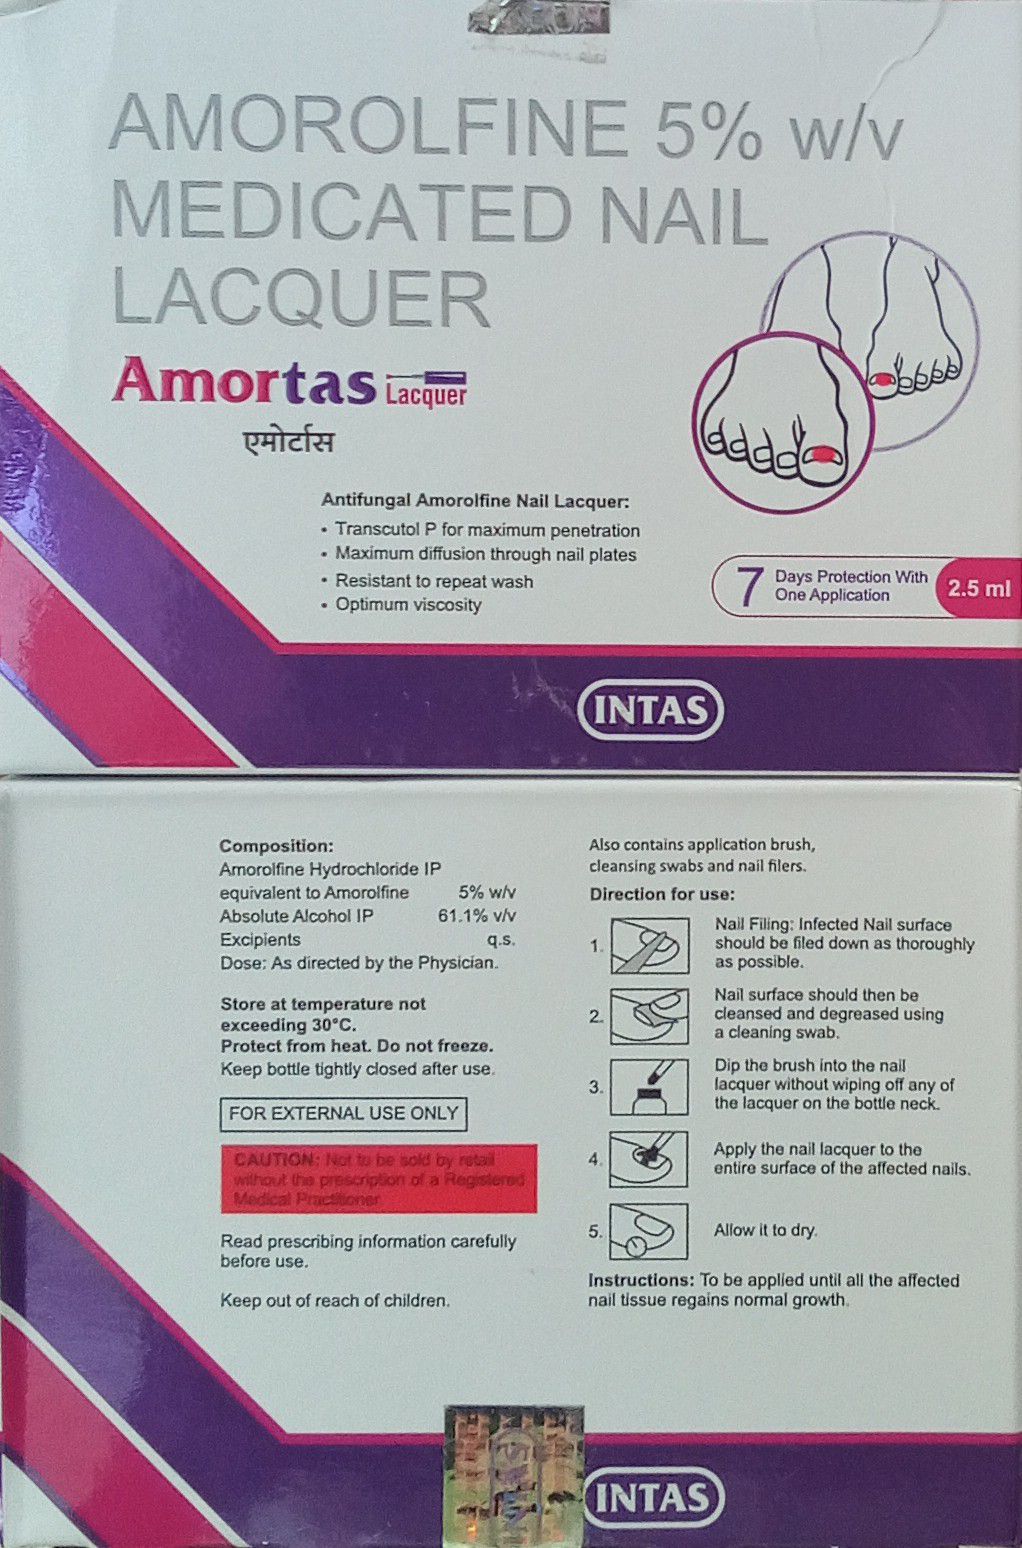 AMOROLFINE 5% w/v
MEDICATED NAIL
LACQUER
Amortas Lacquer
एमोर्टास
Antifungal Amorolfine Nail Lacquer:
• Transcutol P for maximum penetration
• Maximum diffusion through nail plates
• Resistant to repeat wash
• Optimum viscosity
7 Days Protection With
One Application
2.5 ml
INTAS
Composition:
Amorolfine Hydrochloride IP
equivalent to Amorolfine 5% w/v
Absolute Alcohol IP 61.1% v/v
Excipients q.s.
Dose: As directed by the Physician.
Store at temperature not
exceeding 30°C.
Protect from heat. Do not freeze.
Keep bottle tightly closed after use.
FOR EXTERNAL USE ONLY
CAUTION: Not to be sold by retail
without the prescription of a Registered
Medical Practitioner
Read prescribing information carefully
before use.
Keep out of reach of children.
Also contains application brush,
cleansing swabs and nail filers.
Direction for use:
1. Nail Filing: Infected Nail surface
should be filed down as thoroughly
as possible.
2. Nail surface should then be
cleansed and degreased using
a cleaning swab.
3. Dip the brush into the nail
lacquer without wiping off any of
the lacquer on the bottle neck.
4. Apply the nail lacquer to the
entire surface of the affected nails.
5. Allow it to dry.
Instructions: To be applied until all the affected
nail tissue regains normal growth.
INTAS